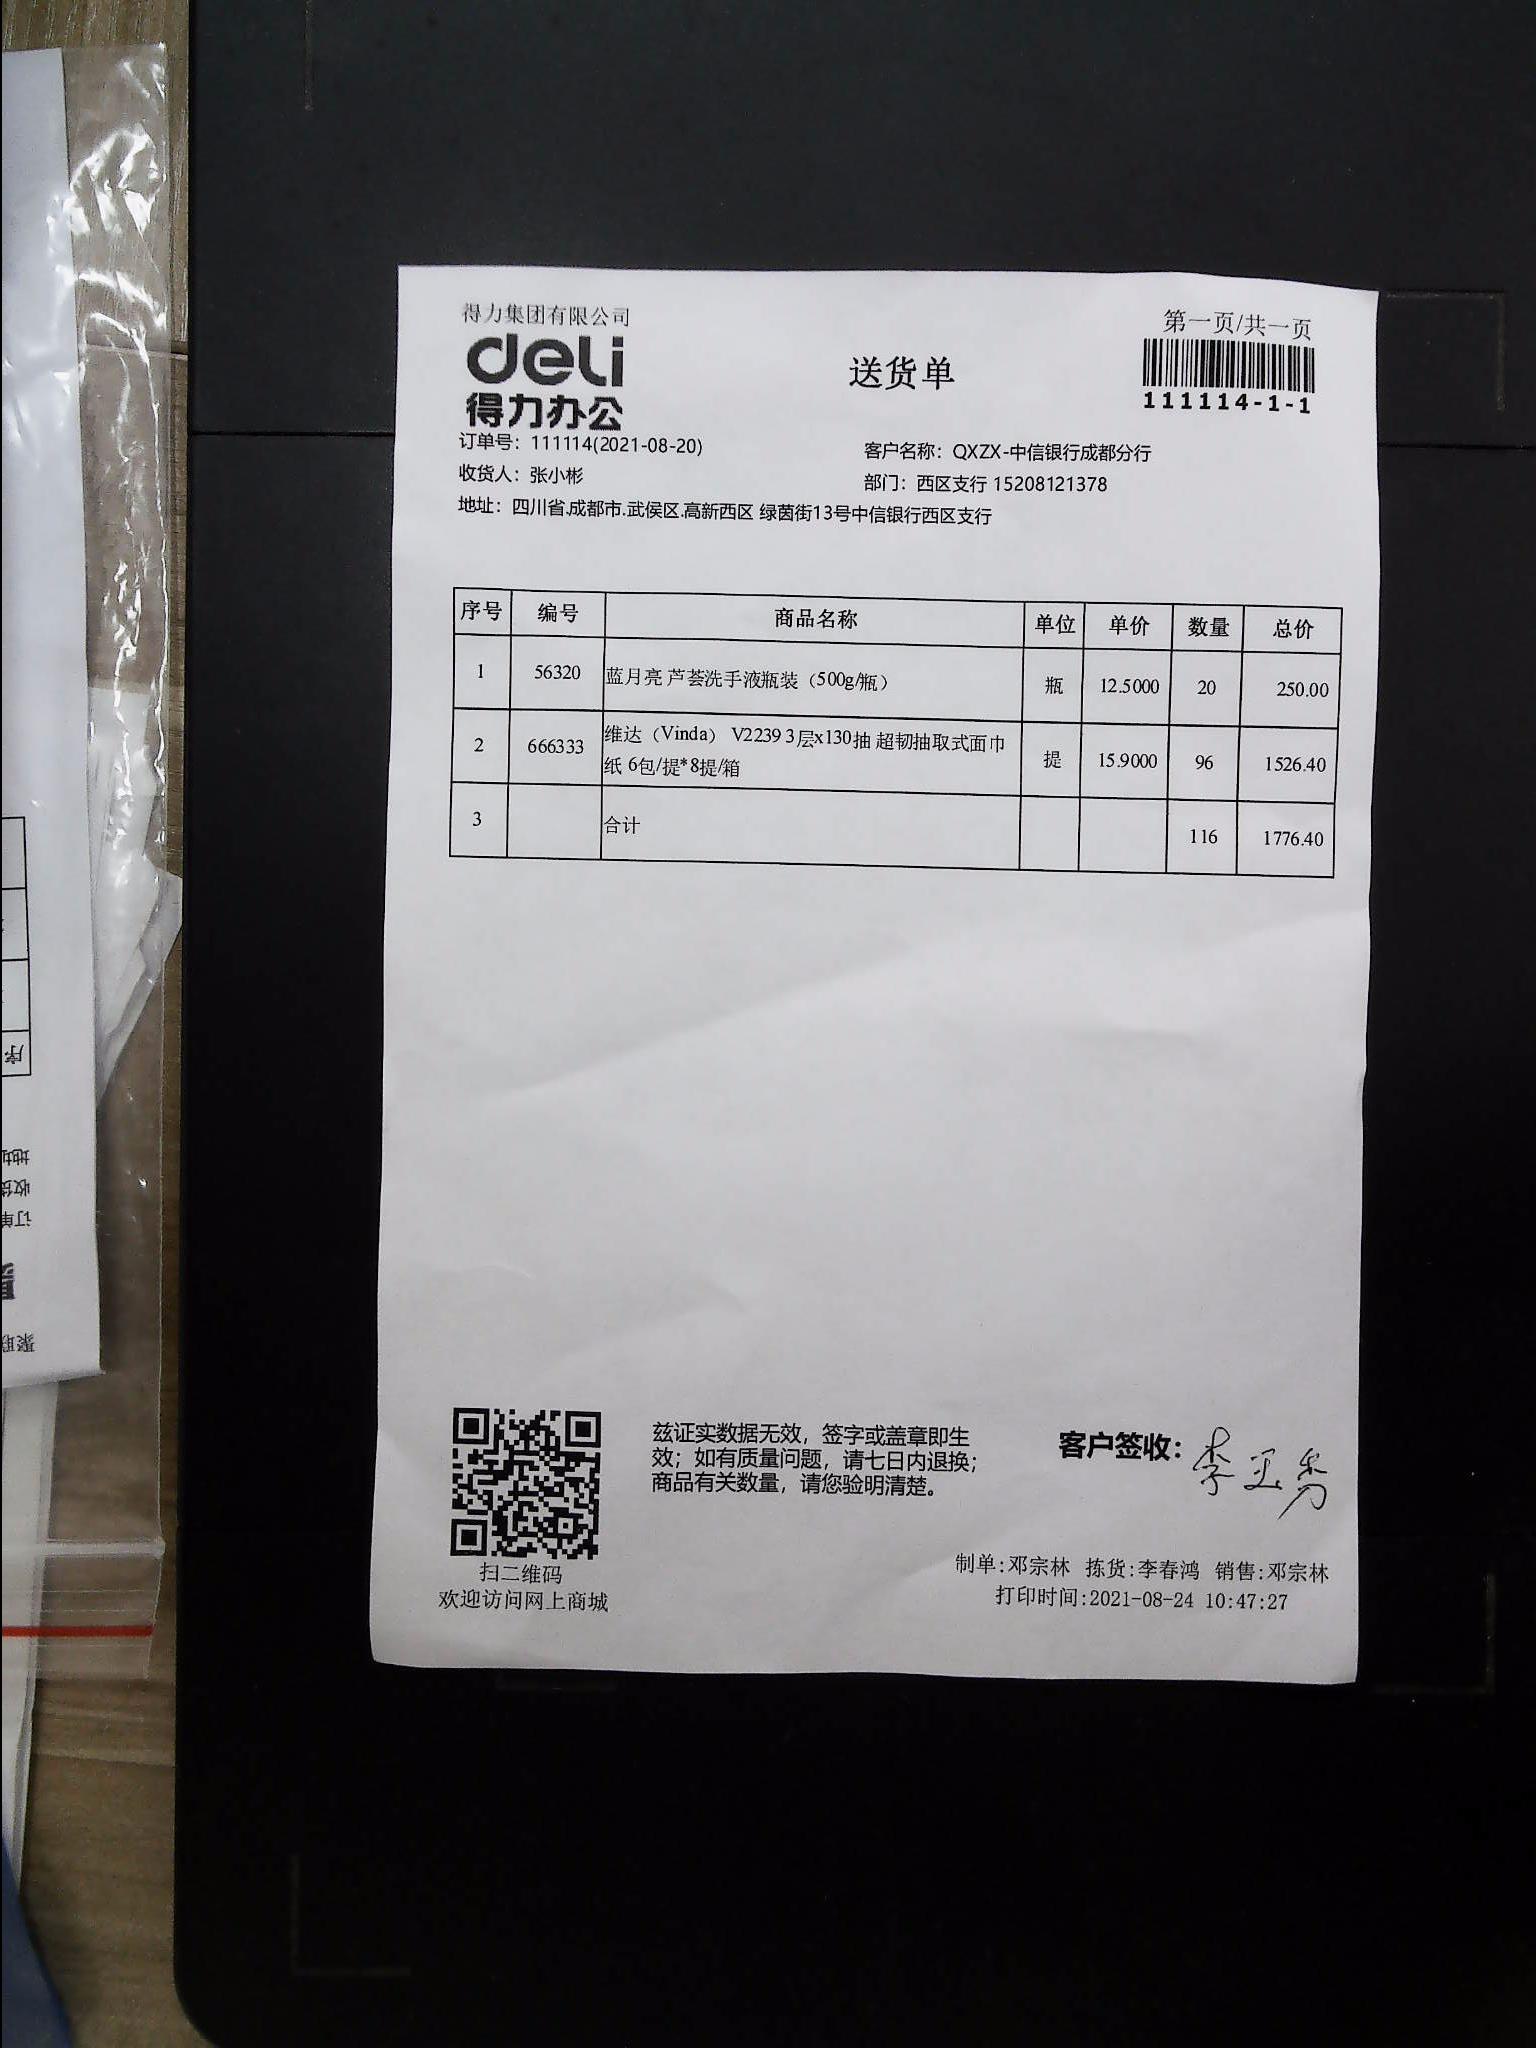 得力集团有限公司
deli
得力办公
送货单
第一页/共一页
111114-1-1
订单号：111114(2021-08-20)
客户名称：QXZX-中信银行成都分行
收货人：张小彬
部门：西区支行 15208121378
地址：四川省.成都市.武侯区.高新西区 绿茵街13号中信银行西区支行
序号 编号 商品名称 单位 单价 数量 总价
1 56320 蓝月亮 芦荟洗手液瓶装（500g/瓶） 瓶 12.5000 20 250.00
2 666333 维达（Vinda） V2239 3层x130抽 超韧抽取式面巾
纸 6包/提*8提/箱 提 15.9000 96 1526.40
3 合计 116 1776.40
兹证实数据无效，签字或盖章即生
效；如有质量问题，请七日内退换；
商品有关数量，请您验明清楚。
客户签收：
扫二维码
欢迎访问网上商城
制单:邓宗林 拣货:李春鸿 销售:邓宗林
打印时间:2021-08-24 10:47:27
序
地址
收货
订单
聚联